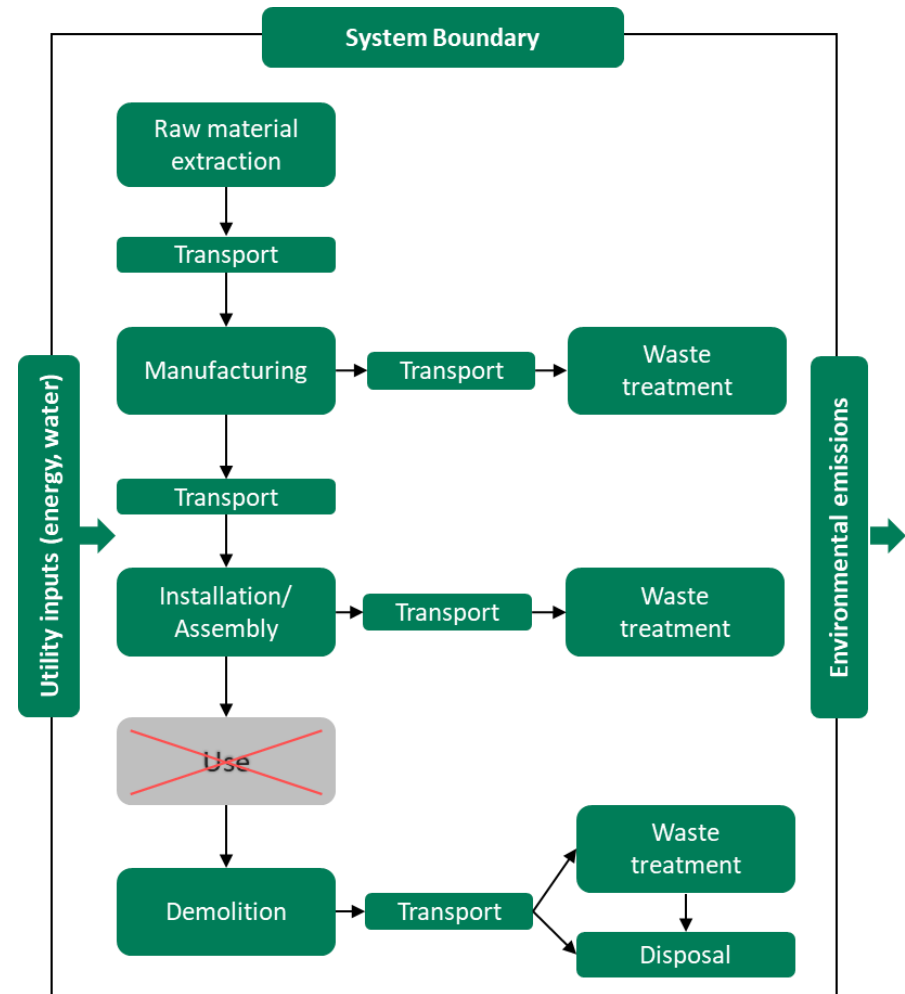 System Boundary
Raw material
extraction
Transport
Manufacturing
Transport
Waste
treatment
Transport
Utility inputs (energy, water)
Environmental emissions
Installation/
Assembly
Transport
Waste
treatment
Use
Waste
treatment
Demolition
Transport
Disposal